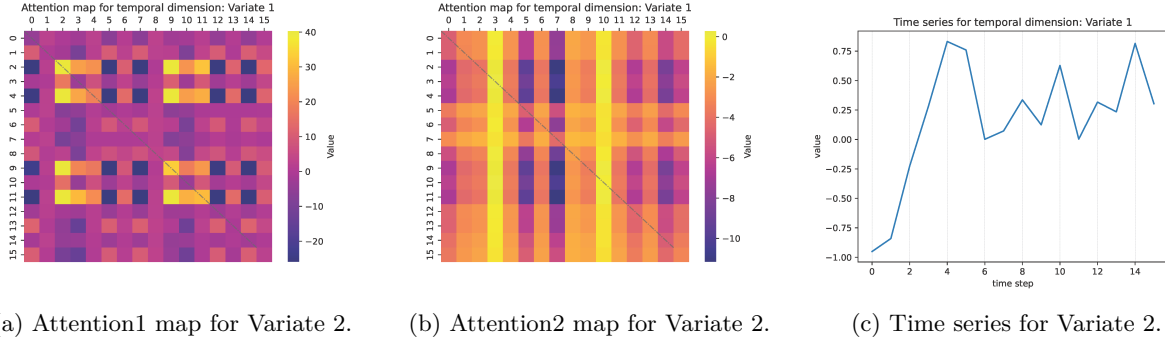 Attention map for temporal dimension: Variate 1
0 1 2 3 4 5 6 7 8 9 10 11 12 13 14 15
0 1 2 3 4 5 6 7 8 9 10 11 12 13 14 15
40
30
20
10
0
−10
−20
Value
Attention map for temporal dimension: Variate 1
0 1 2 3 4 5 6 7 8 9 10 11 12 13 14 15
0 1 2 3 4 5 6 7 8 9 10 11 12 13 14 15
0
−2
−4
−6
−8
−10
Value
Time series for temporal dimension: Variate 1
0.75
0.50
0.25
0.00
−0.25
−0.50
−0.75
−1.00
value
0 2 4 6 8 10 12 14
time step
a) Attention1 map for Variate 2.
(b) Attention2 map for Variate 2.
(c) Time series for Variate 2.